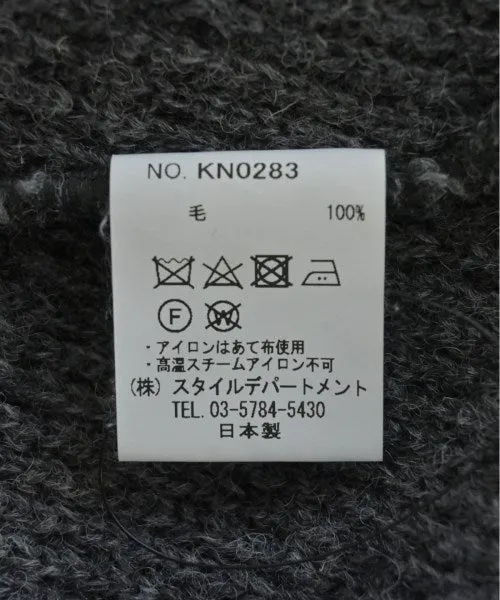 NO. KN0283
毛 100%
F W
・アイロンはあて布使用
・高温スチームアイロン不可
(株) スタイルデパートメント
TEL. 03-5784-5430
日本製